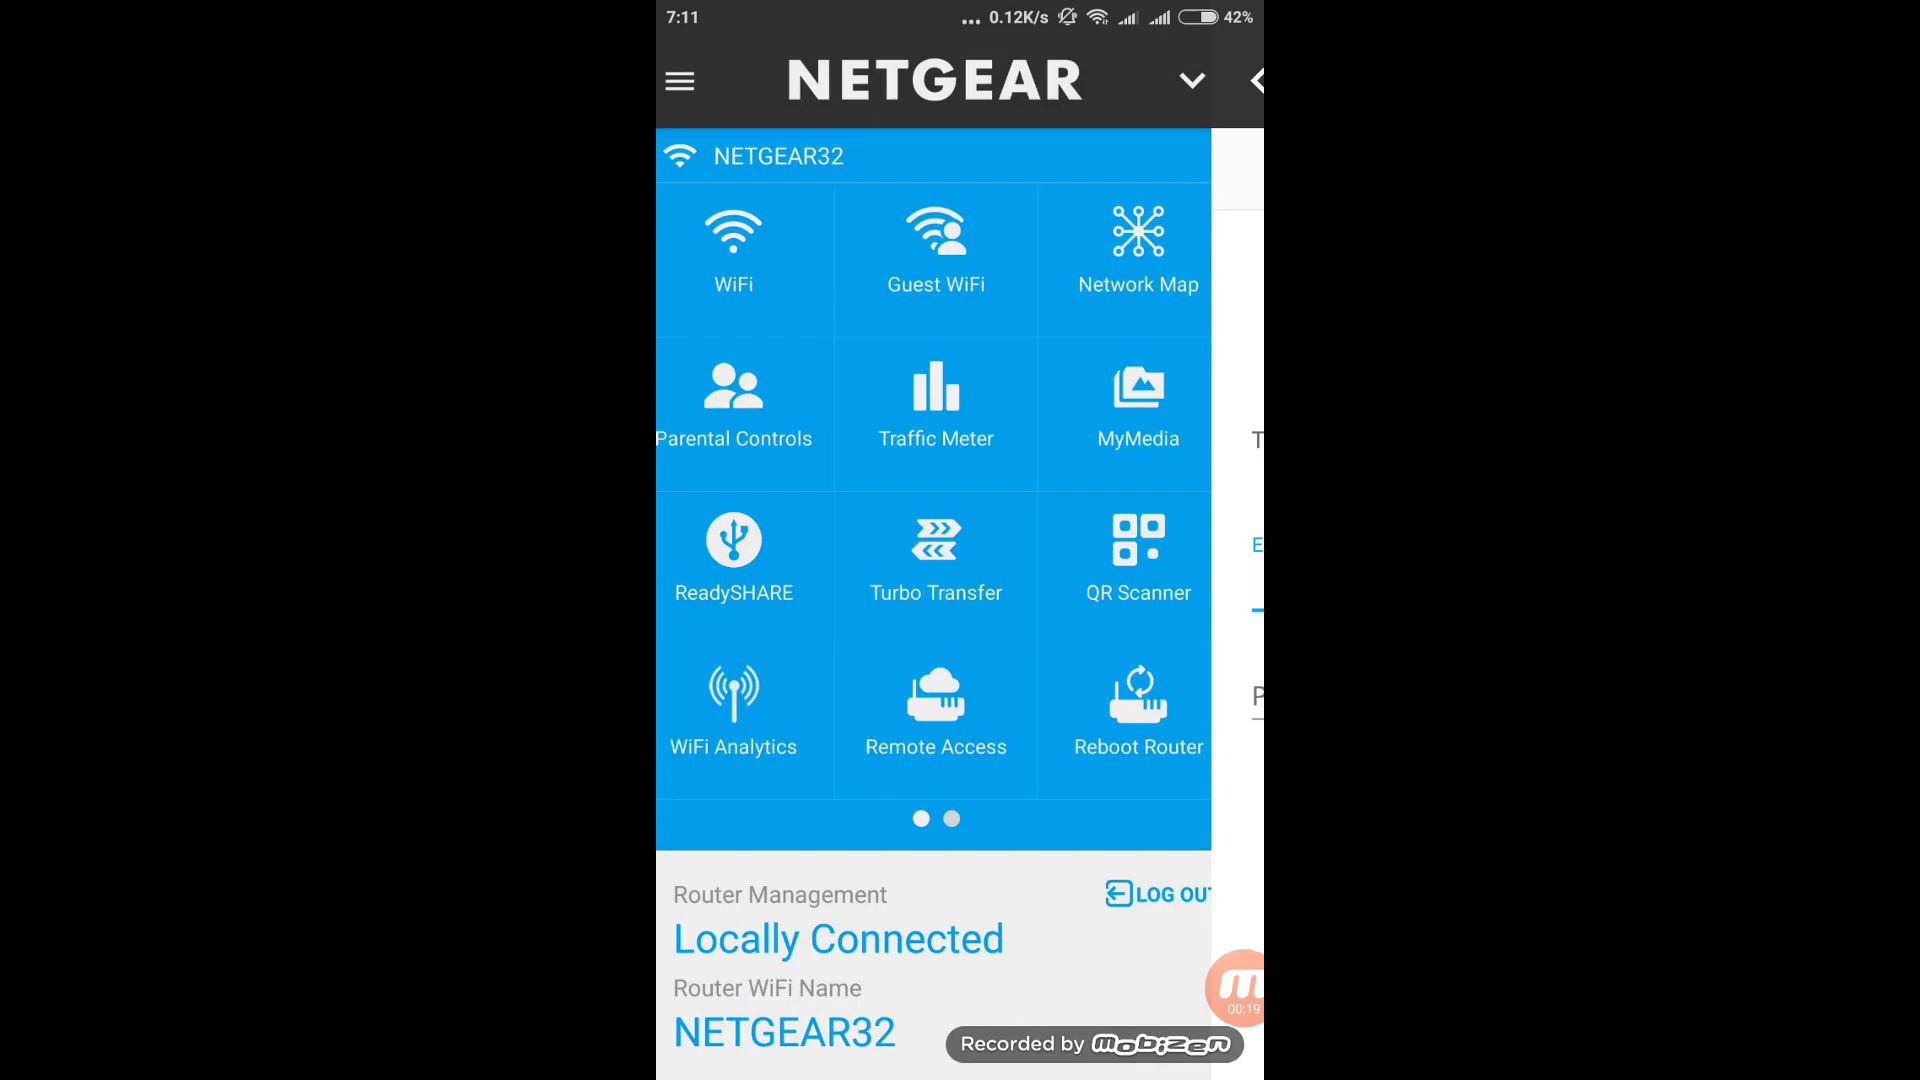 7:11 ... 0.12K/s 42%
NETGEAR
NETGEAR32
WiFi Guest WiFi Network Map
Parental Controls Traffic Meter MyMedia
T
ReadySHARE Turbo Transfer QR Scanner
E
WiFi Analytics Remote Access Reboot Router
P
Router Management LOG OUT
Locally Connected
Router WiFi Name
NETGEAR32
00:19
Recorded by mobizen